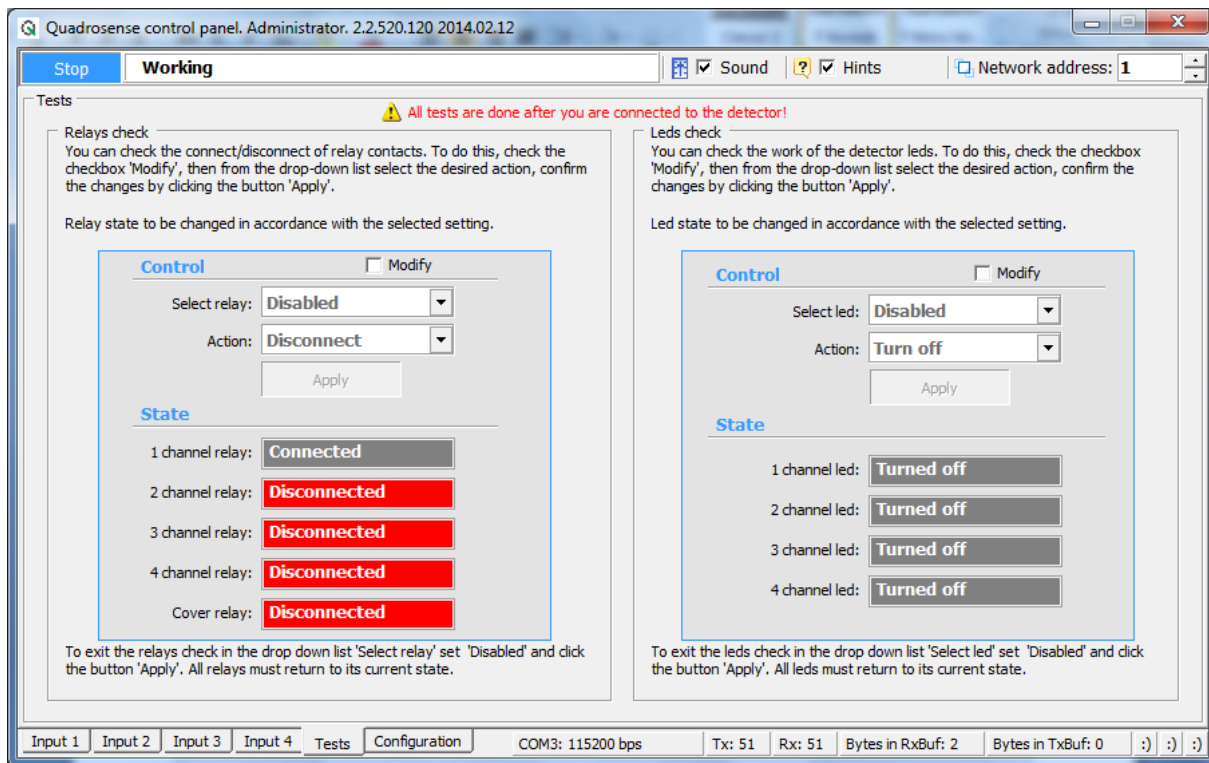 Quadrosense control panel. Administrator. 2.2.520.120 2014.02.12
Stop
Working
Sound
Hints
Network address: 1
Tests
All tests are done after you are connected to the detector!
Relays check
You can check the connect/disconnect of relay contacts. To do this, check the
checkbox 'Modify', then from the drop-down list select the desired action, confirm
the changes by clicking the button 'Apply'.
Relay state to be changed in accordance with the selected setting.
Control
Modify
Select relay: Disabled
Action: Disconnect
Apply
State
1 channel relay: Connected
2 channel relay: Disconnected
3 channel relay: Disconnected
4 channel relay: Disconnected
Cover relay: Disconnected
To exit the relays check in the drop down list 'Select relay' set 'Disabled' and click
the button 'Apply'. All relays must return to its current state.
Leds check
You can check the work of the detector leds. To do this, check the checkbox
'Modify', then from the drop-down list select the desired action, confirm the
changes by clicking the button 'Apply'.
Led state to be changed in accordance with the selected setting.
Control
Modify
Select led: Disabled
Action: Turn off
Apply
State
1 channel led: Turned off
2 channel led: Turned off
3 channel led: Turned off
4 channel led: Turned off
To exit the leds check in the drop down list 'Select led' set 'Disabled' and click
the button 'Apply'. All leds must return to its current state.
Input 1
Input 2
Input 3
Input 4
Tests
Configuration
COM3: 115200 bps
Tx: 51
Rx: 51
Bytes in RxBuf: 2
Bytes in TxBuf: 0
:)
:)
:)